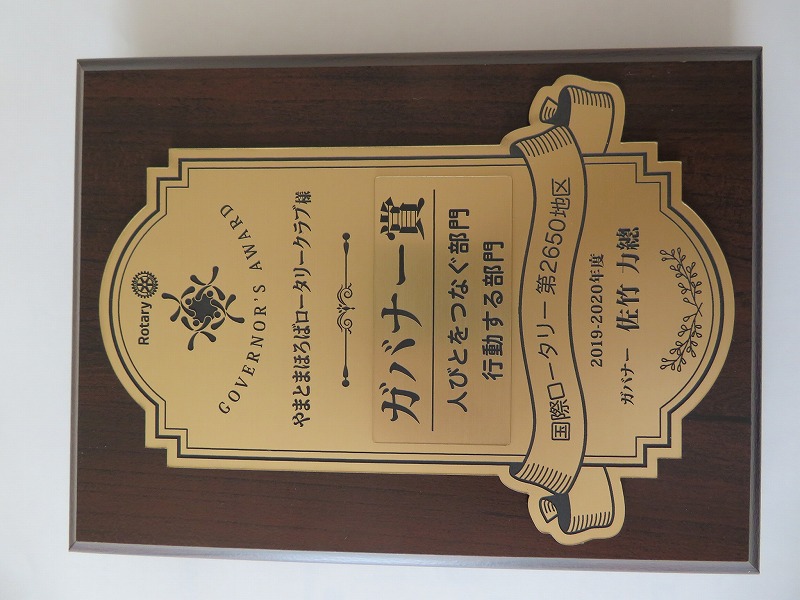 Rotary
GOVERNOR'S AWARD
やまとまほろばロータリークラブ様
ガバナー賞
人びとをつなぐ部門
行動する部門
国際ロータリー第2650地区
2019-2020年度
ガバナー 佐竹 力總